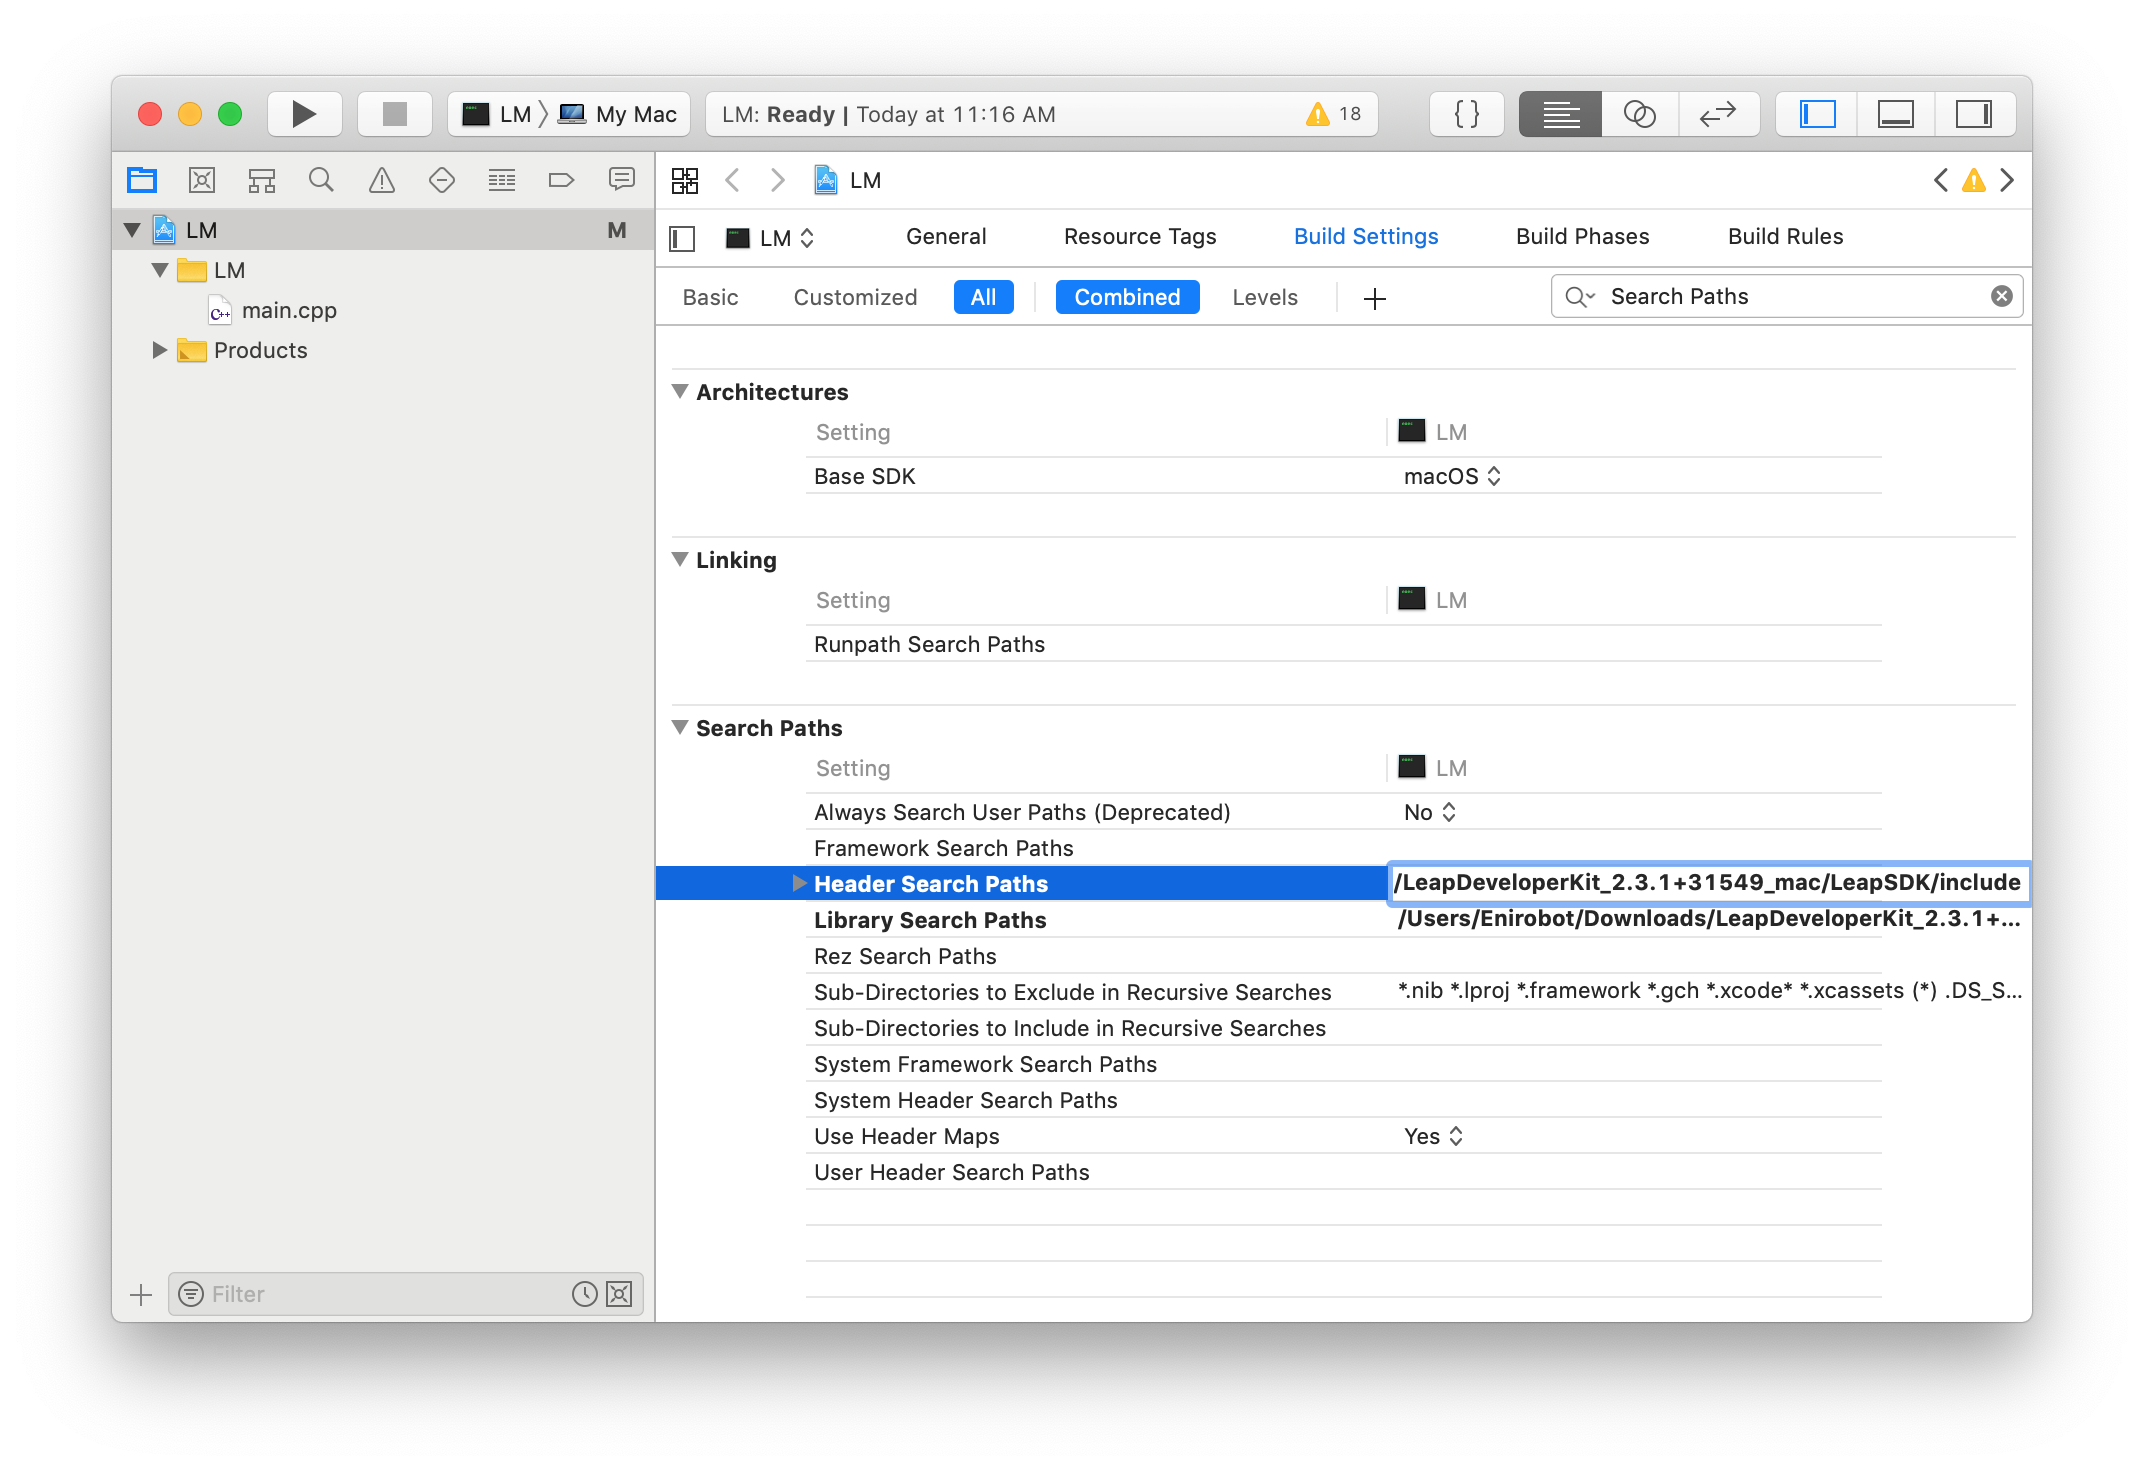 LM My Mac
LM: Ready | Today at 11:16 AM
18
LM
LM M
LM
main.cpp
Products
LM
General
Resource Tags
Build Settings
Build Phases
Build Rules
Basic
Customized
All
Combined
Levels
Search Paths
Architectures
Setting LM
Base SDK macOS
Linking
Setting LM
Runpath Search Paths
Search Paths
Setting LM
Always Search User Paths (Deprecated) No
Framework Search Paths
Header Search Paths /LeapDeveloperKit_2.3.1+31549_mac/LeapSDK/include
Library Search Paths /Users/Enirobot/Downloads/LeapDeveloperKit_2.3.1+...
Rez Search Paths
Sub-Directories to Exclude in Recursive Searches *.nib *.lproj *.framework *.gch *.xcode* *.xcassets (*) .DS_S...
Sub-Directories to Include in Recursive Searches
System Framework Search Paths
System Header Search Paths
Use Header Maps Yes
User Header Search Paths
Filter